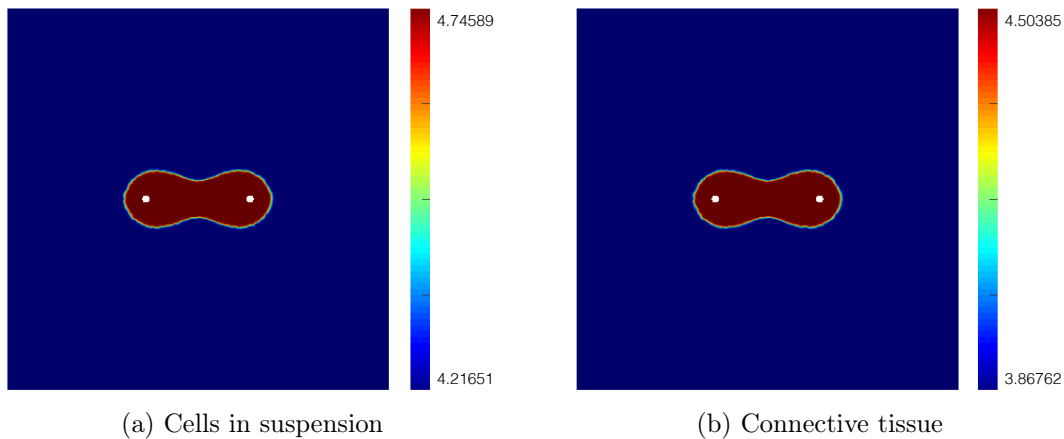 4.74589
4.21651
(a) Cells in suspension
4.50385
3.86762
(b) Connective tissue